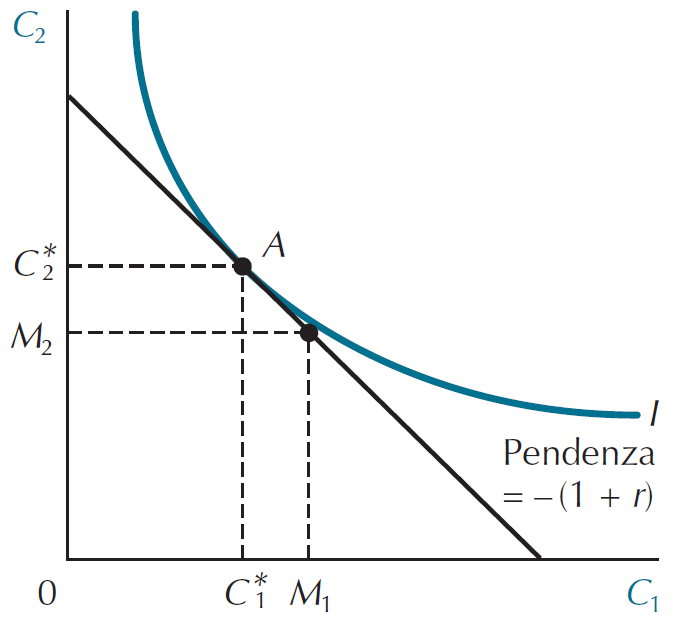 C₂
A
C₂*
M₂
I
Pendenza
= – (1 + r)
0
C₁*
M₁
C₁